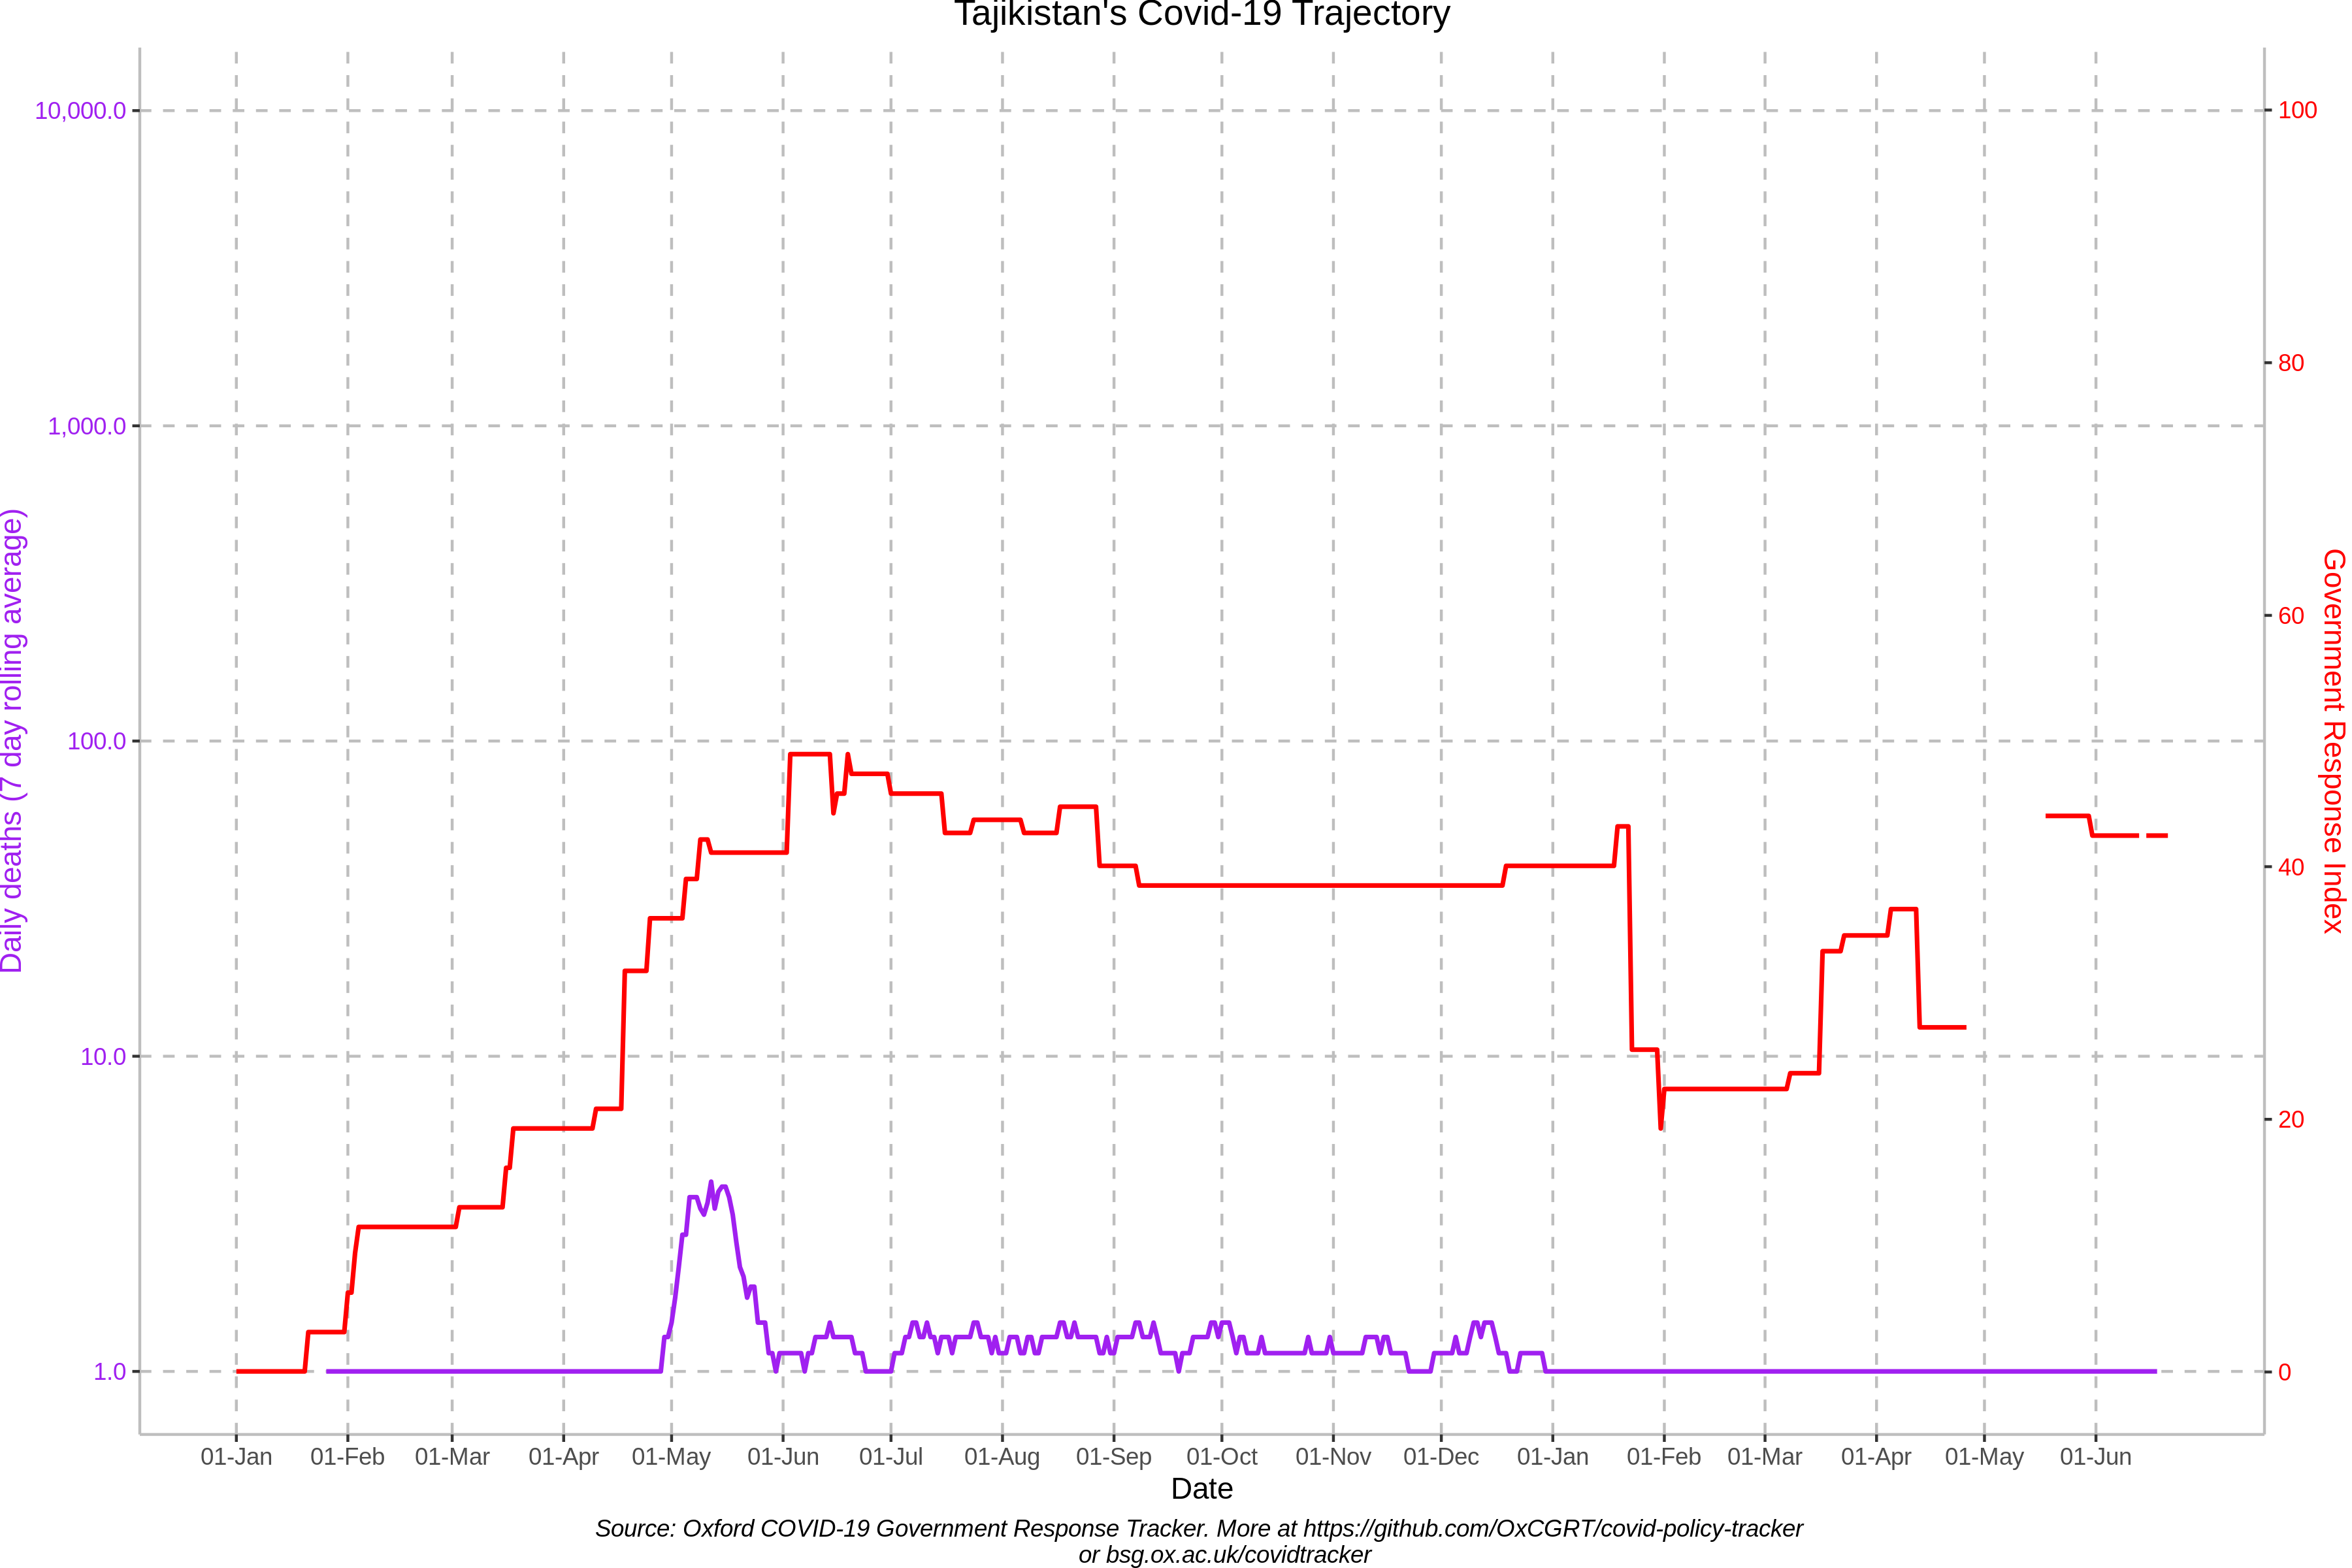 Tajikistan's Covid-19 Trajectory
10,000.0
1,000.0
100.0
10.0
1.0
Daily deaths (7 day rolling average)
100
80
60
40
20
0
Government Response Index
01-Jan 01-Feb 01-Mar 01-Apr 01-May 01-Jun 01-Jul 01-Aug 01-Sep 01-Oct 01-Nov 01-Dec 01-Jan 01-Feb 01-Mar 01-Apr 01-May 01-Jun
Date
Source: Oxford COVID-19 Government Response Tracker. More at https://github.com/OxCGRT/covid-policy-tracker
or bsg.ox.ac.uk/covidtracker